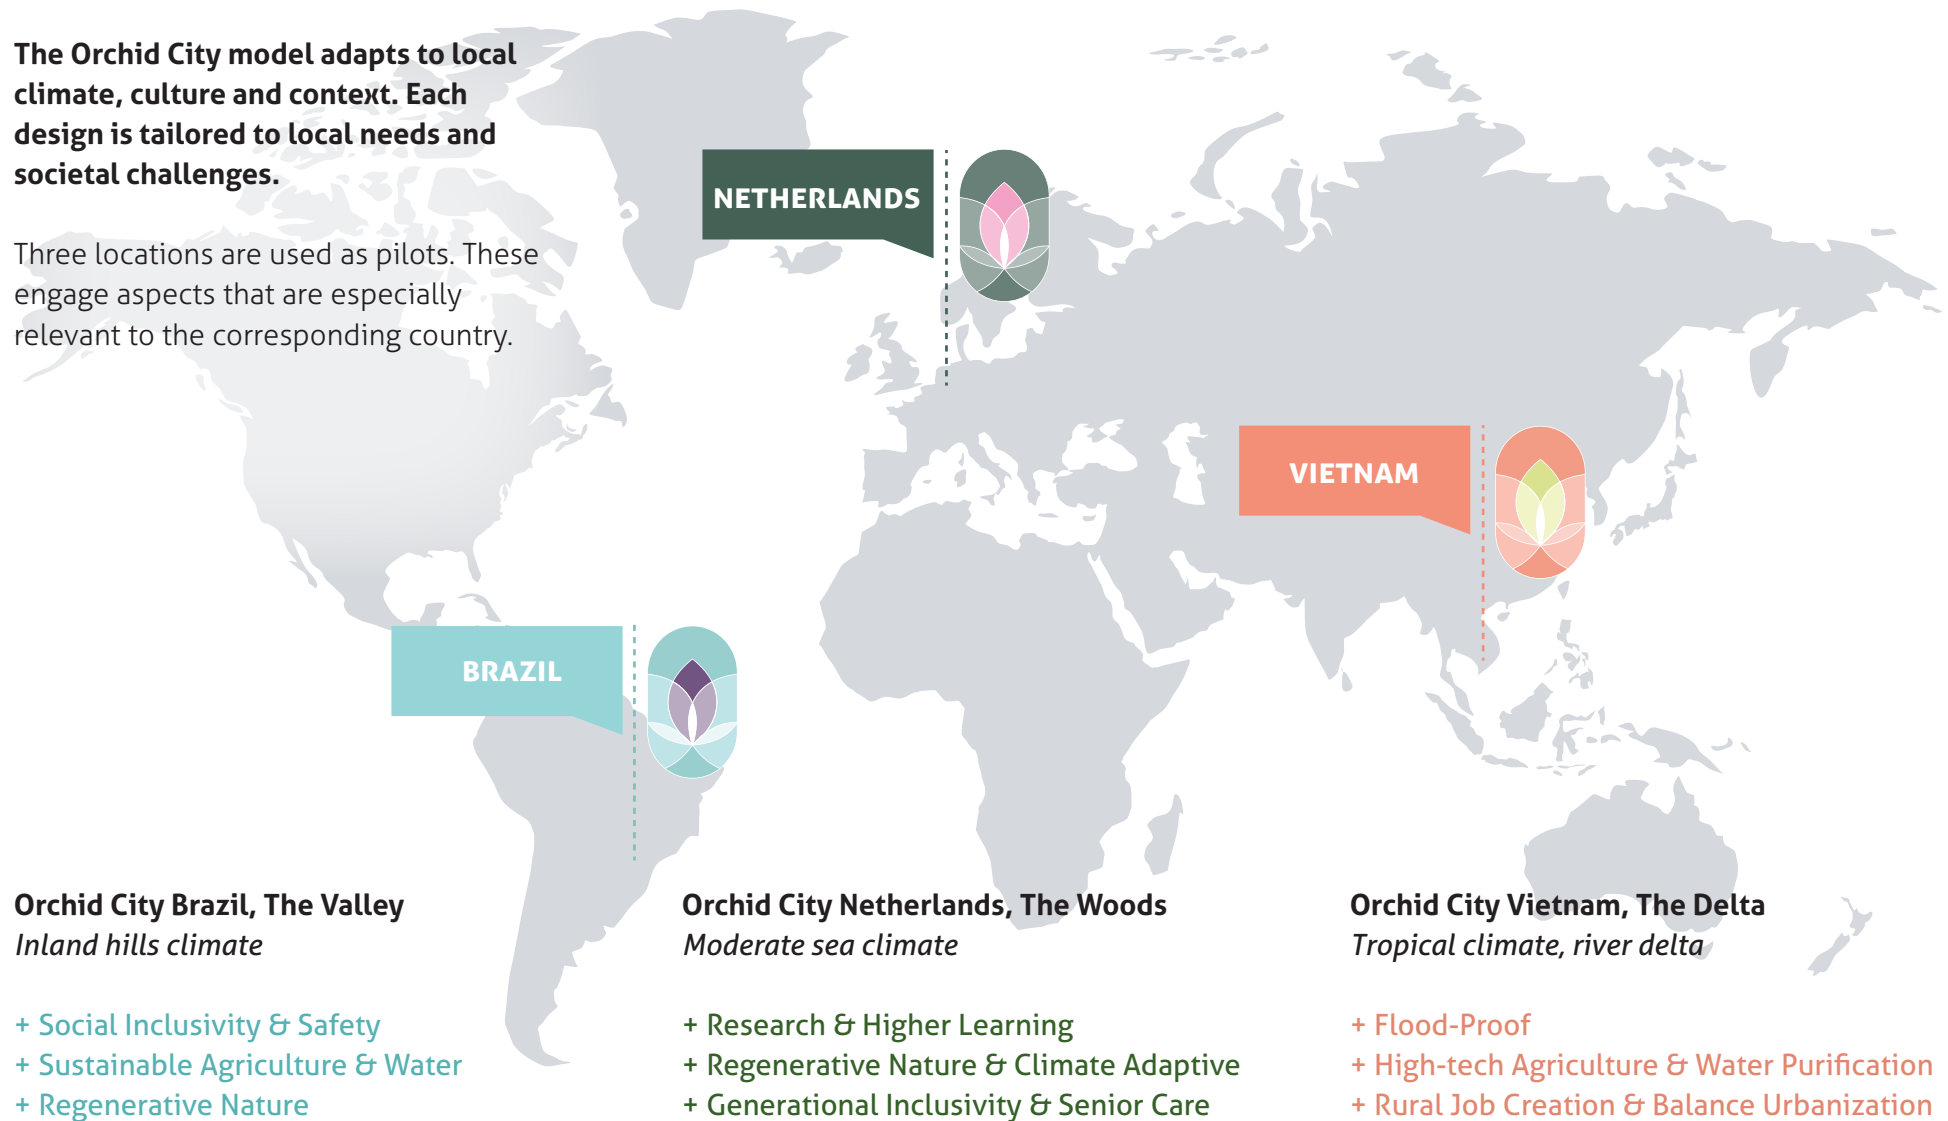 The Orchid City model adapts to local
climate, culture and context. Each
design is tailored to local needs and
societal challenges.
Three locations are used as pilots. These
engage aspects that are especially
relevant to the corresponding country.
NETHERLANDS
VIETNAM
BRAZIL
Orchid City Brazil, The Valley
Inland hills climate
+ Social Inclusivity & Safety
+ Sustainable Agriculture & Water
+ Regenerative Nature
Orchid City Netherlands, The Woods
Moderate sea climate
+ Research & Higher Learning
+ Regenerative Nature & Climate Adaptive
+ Generational Inclusivity & Senior Care
Orchid City Vietnam, The Delta
Tropical climate, river delta
+ Flood-Proof
+ High-tech Agriculture & Water Purification
+ Rural Job Creation & Balance Urbanization